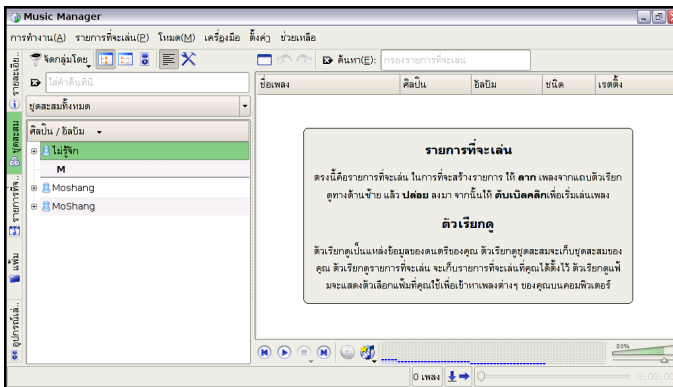 Music Manager
การทำงาน(A) รายการที่จะเล่น(P) โหมด(M) เครื่องมือ ตั้งค่า ช่วยเหลือ
จัดกลุ่มโดย
ค้นหา(E): กรองรายการที่จะเล่น
ใส่คำค้นที่นี่
ชื่อเพลง ศิลปิน อัลบัม ชนิด เรตติ้ง
ชุดสะสมทั้งหมด
ศิลปิน / อัลบัม
ไม่รู้จัก
M
Moshang
MoShang
รายละเอีย..
ชุดสะสม
รายการที่จ..
แฟ้ม
อุปกรณ์เล่..
รายการที่จะเล่น
ตรงนี้คือรายการที่จะเล่น ในการที่จะสร้างรายการ ให้ ลาก เพลงจากแถบตัวเรียก
ดูทางด้านซ้าย แล้ว ปล่อย ลงมา จากนั้นให้ ดับเบิลคลิกเพื่อเริ่มเล่นเพลง
ตัวเรียกดู
ตัวเรียกดูเป็นแหล่งข้อมูลของดนตรีของคุณ ตัวเรียกดูชุดสะสมจะเก็บชุดสะสมของ
คุณ ตัวเรียกดูรายการที่จะเล่น จะเก็บรายการที่จะเล่นที่คุณได้ตั้งไว้ ตัวเรียกดูแฟ้
มจะแสดงตัวเลือกแฟ้มที่คุณใช้เพื่อเข้าหาเพลงต่างๆ ของคุณบนคอมพิวเตอร์
80%
0 เพลง 0:00:00